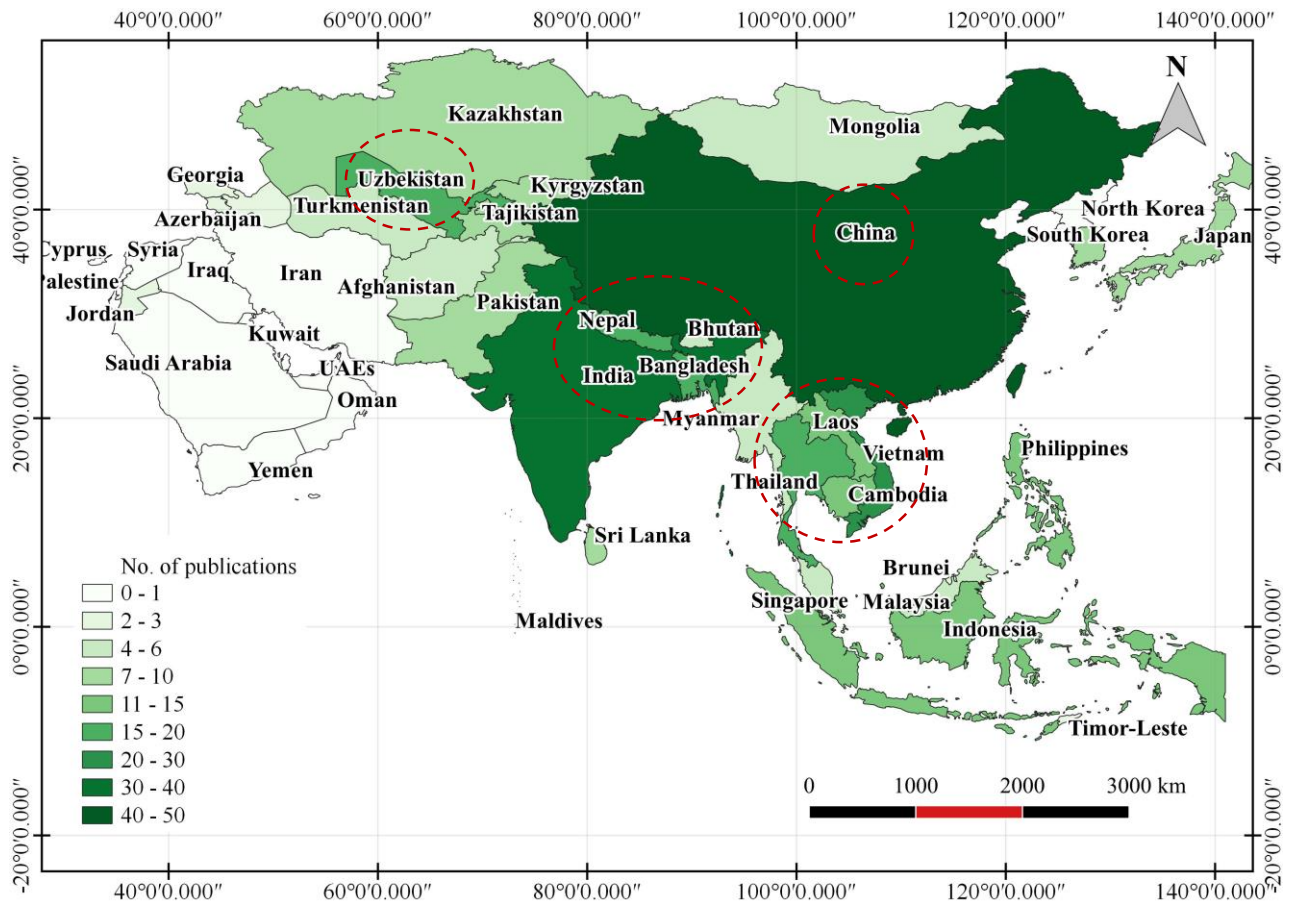 40°0'0.000"
60°0'0.000"
80°0'0.000"
100°0'0.000"
120°0'0.000"
140°0'0.000"
N
Kazakhstan
Mongolia
Georgia
Uzbekistan
Kyrgyzstan
Azerbaijan
Turkmenistan
Tajikistan
North Korea
40°0'0.000"
40°0'0.000"
Cyprus
Syria
China
South Korea
Japan
Palestine
Iraq
Iran
Afghanistan
Pakistan
Jordan
Kuwait
Nepal
Bhutan
Saudi Arabia
UAEs
India
Bangladesh
Oman
Myanmar
Laos
20°0'0.000"
20°0'0.000"
Yemen
Thailand
Vietnam
Philippines
Cambodia
Sri Lanka
No. of publications
0 - 1
2 - 3
4 - 6
7 - 10
11 - 15
15 - 20
20 - 30
30 - 40
40 - 50
Brunei
Singapore
Malaysia
Maldives
Indonesia
0°0'0.000"
0°0'0.000"
Timor-Leste
0
1000
2000
3000 km
-20°0'0.000"
-20°0'0.000"
40°0'0.000"
60°0'0.000"
80°0'0.000"
100°0'0.000"
120°0'0.000"
140°0'0.000"